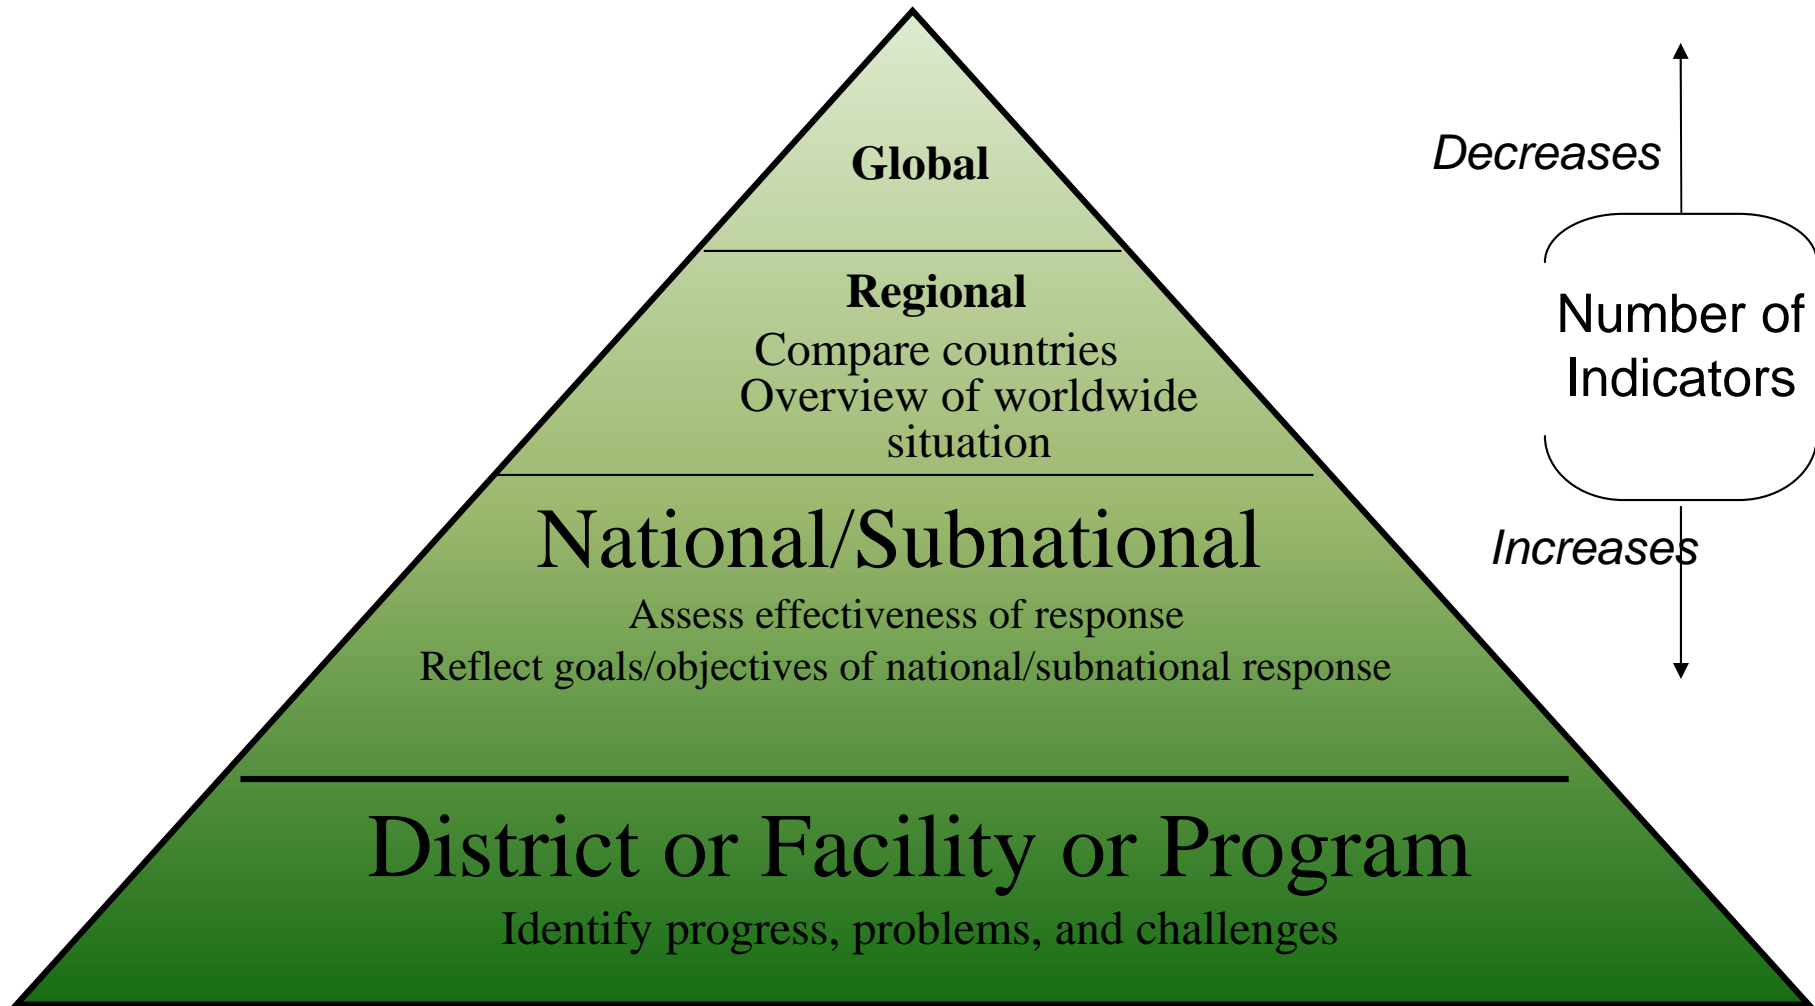 Global
Regional
Compare countries
Overview of worldwide
situation
National/Subnational
Assess effectiveness of response
Reflect goals/objectives of national/subnational response
District or Facility or Program
Identify progress, problems, and challenges
Decreases
Number of
Indicators
Increases